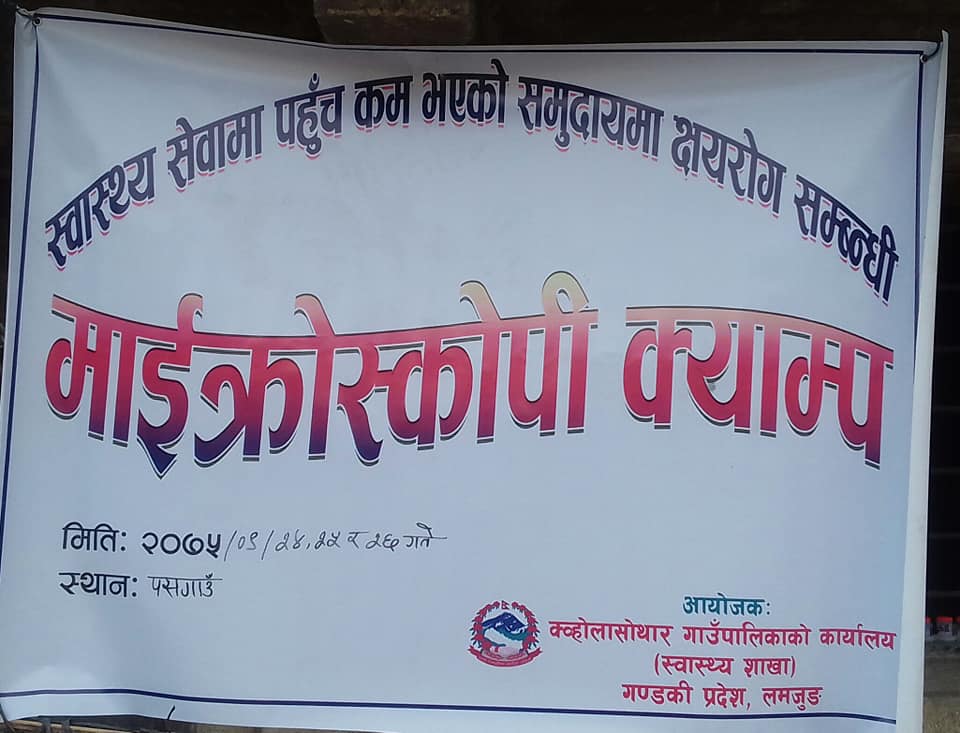 स्वास्थ्य सेवामा पहुँच कम भएको समुदायमा क्षयरोग सम्बन्धी
माईक्रोस्कोपी क्याम्प
मिति: २०७५/०९/२४,२५ र २६ गते
स्थान: पसगाउँ
आयोजक:
क्व्होलासोथार गाउँपालिकाको कार्यालय
(स्वास्थ्य शाखा)
गण्डकी प्रदेश, लमजुङ